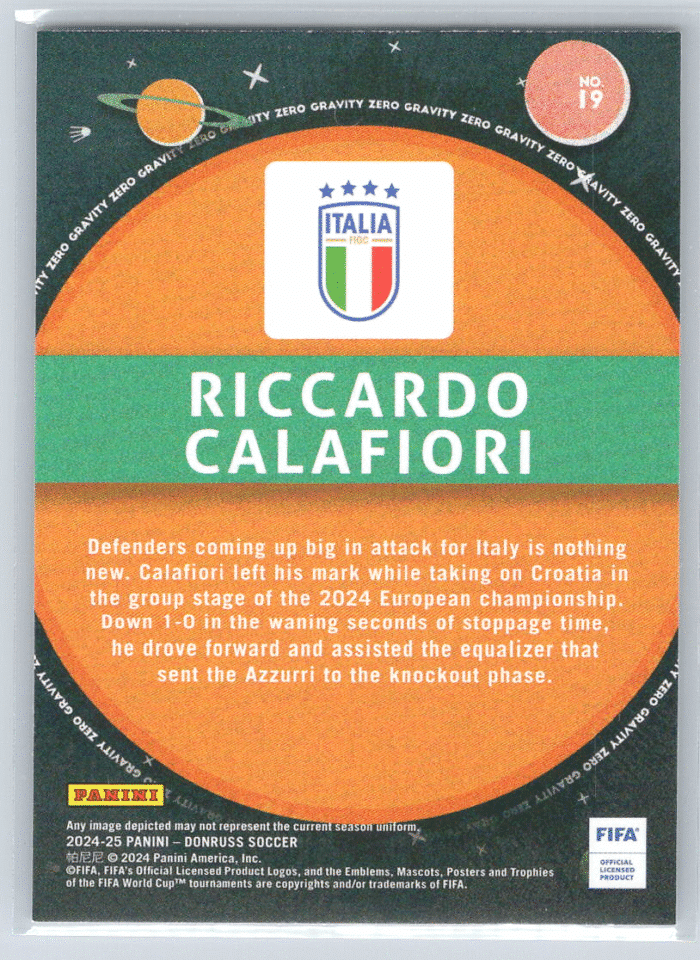 NO.
19
ZERO GRAVITY ZERO GRAVITY ZERO GRAVITY ZERO GRAVITY ZERO GRAVITY ZERO GRAVITY ZERO GRAVITY
ITALIA
FIGC
RICCARDO
CALAFIORI
Defenders coming up big in attack for Italy is nothing
new. Calafiori left his mark while taking on Croatia in
the group stage of the 2024 European championship.
Down 1-0 in the waning seconds of stoppage time,
he drove forward and assisted the equalizer that
sent the Azzurri to the knockout phase.
PANINI
Any image depicted may not represent the current season uniform.
2024-25 PANINI – DONRUSS SOCCER
帕尼尼 © 2024 Panini America, Inc.
©FIFA, FIFA's Official Licensed Product Logos, and the Emblems, Mascots, Posters and Trophies
of the FIFA World Cup™ tournaments are copyrights and/or trademarks of FIFA.
FIFA®
OFFICIAL
LICENSED
PRODUCT